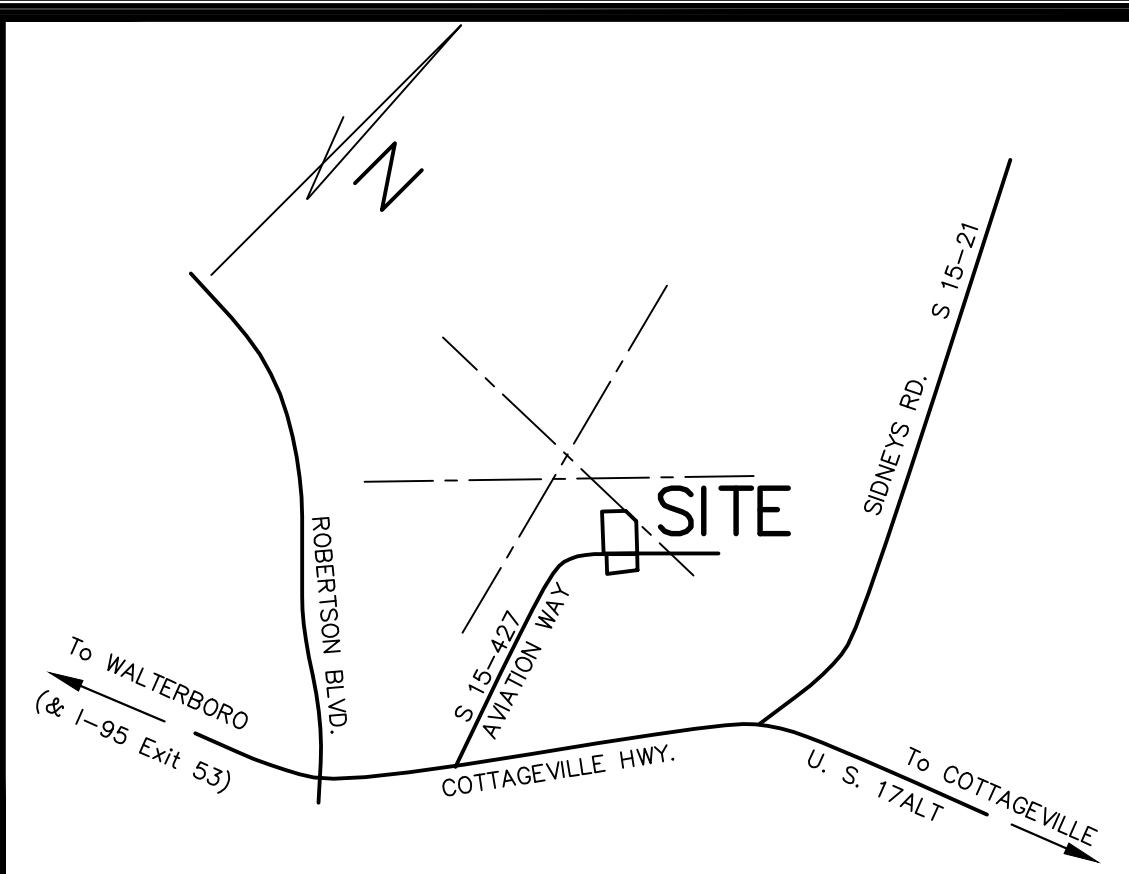 N
S 15-21
SIDNEYS RD.
SITE
ROBERTSON BLVD.
S 15-427
AVIATION WAY
To WALTERBORO
(& I-95 Exit 53)
COTTAGEVILLE HWY.
U. S. 17ALT
To COTTAGEVILLE